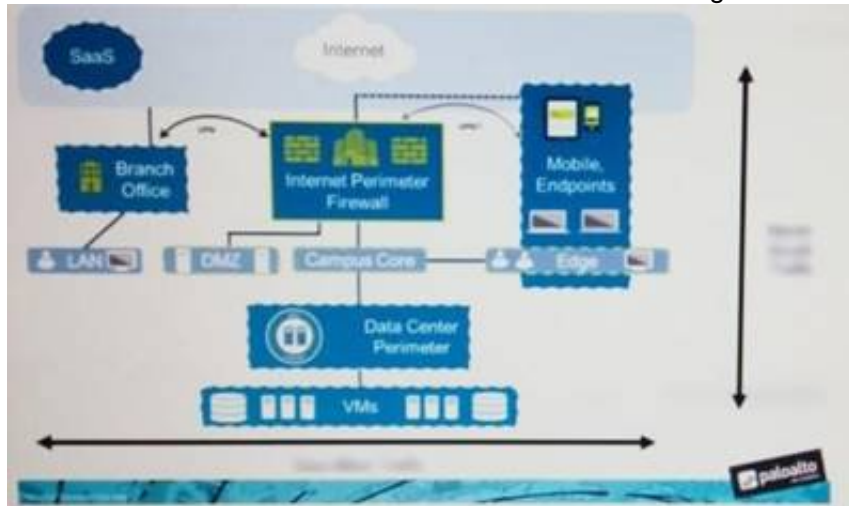 SaaS
Internet
Branch
Office
Internet Perimeter
Firewall
Mobile,
Endpoints
LAN
DMZ
Campus Core
Edge
Data Center
Perimeter
VMs
paloalto